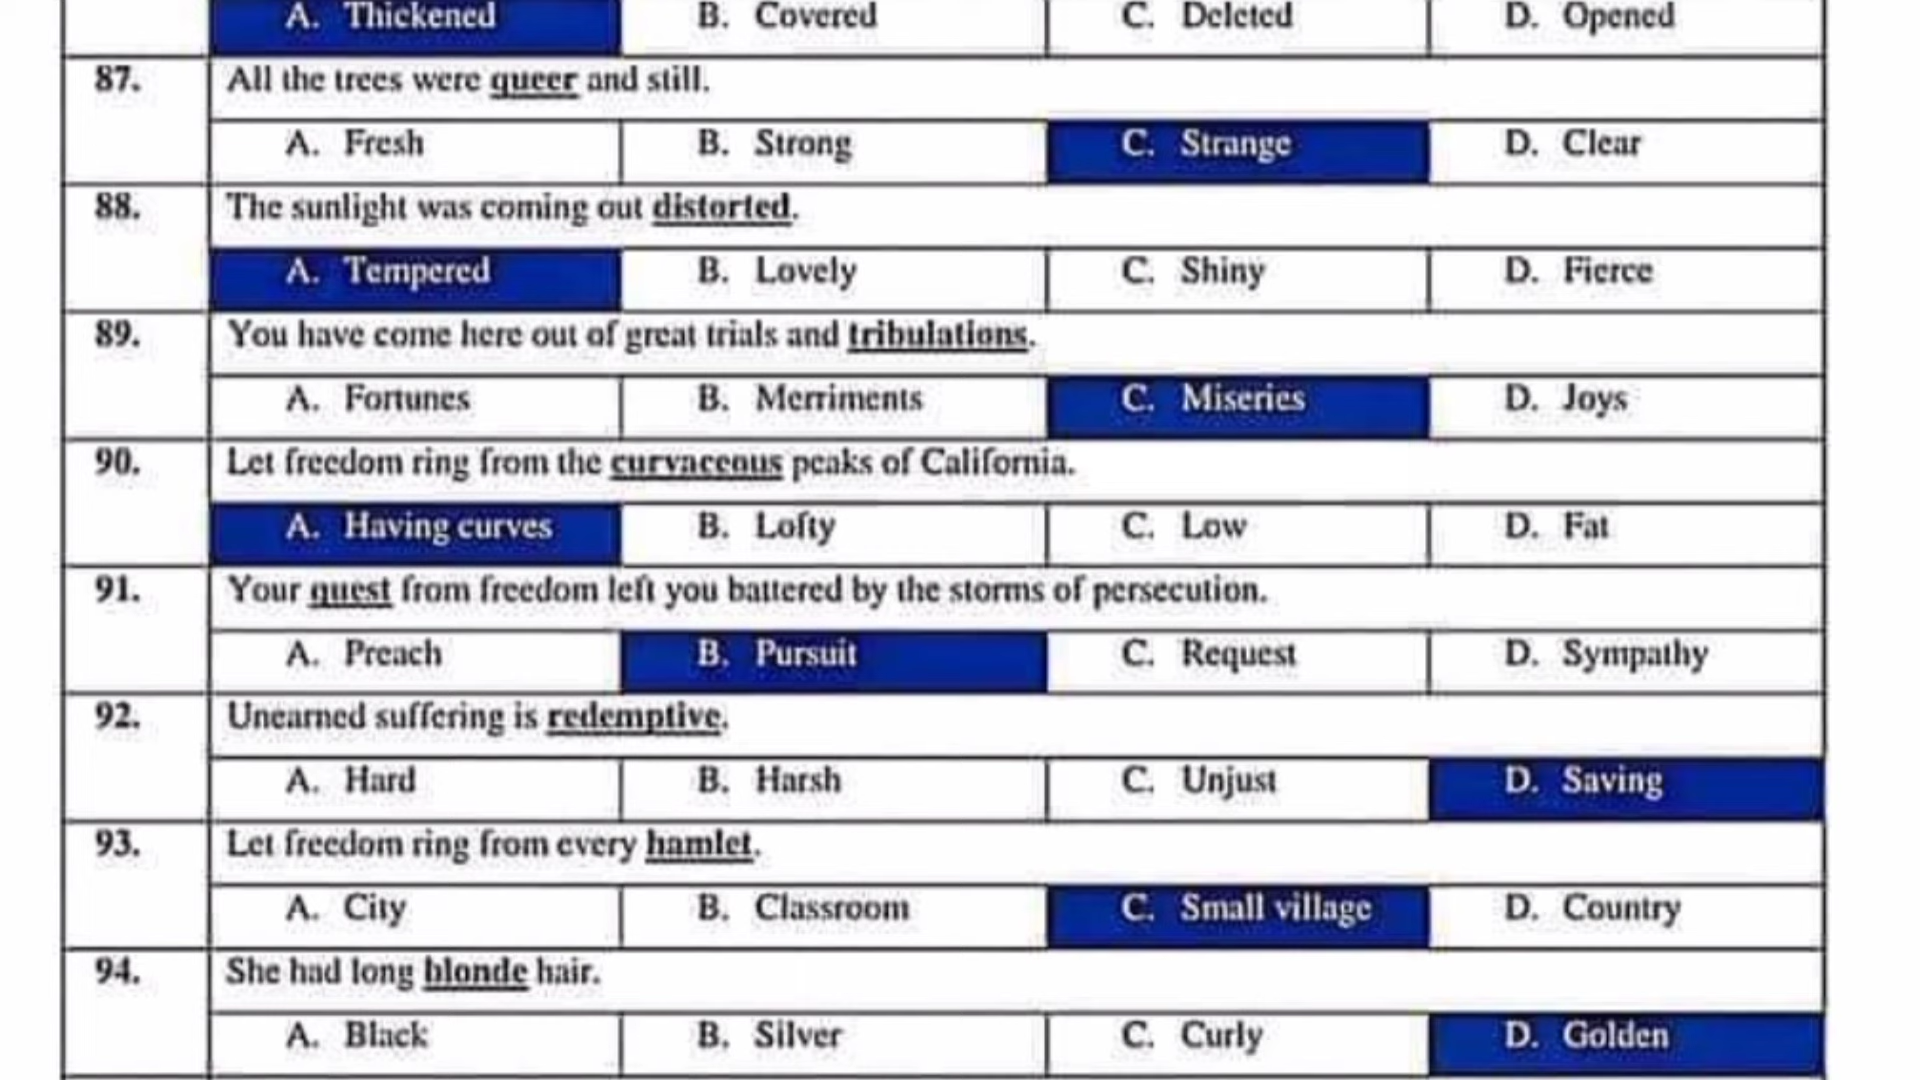 A. Thickened B. Covered C. Deleted D. Opened
87. All the trees were queer and still.
A. Fresh B. Strong C. Strange D. Clear
88. The sunlight was coming out distorted.
A. Tempered B. Lovely C. Shiny D. Fierce
89. You have come here out of great trials and tribulations.
A. Fortunes B. Merriments C. Miseries D. Joys
90. Let freedom ring from the curvaceous peaks of California.
A. Having curves B. Lofty C. Low D. Fat
91. Your quest from freedom left you battered by the storms of persecution.
A. Preach B. Pursuit C. Request D. Sympathy
92. Unearned suffering is redemptive.
A. Hard B. Harsh C. Unjust D. Saving
93. Let freedom ring from every hamlet.
A. City B. Classroom C. Small village D. Country
94. She had long blonde hair.
A. Black B. Silver C. Curly D. Golden